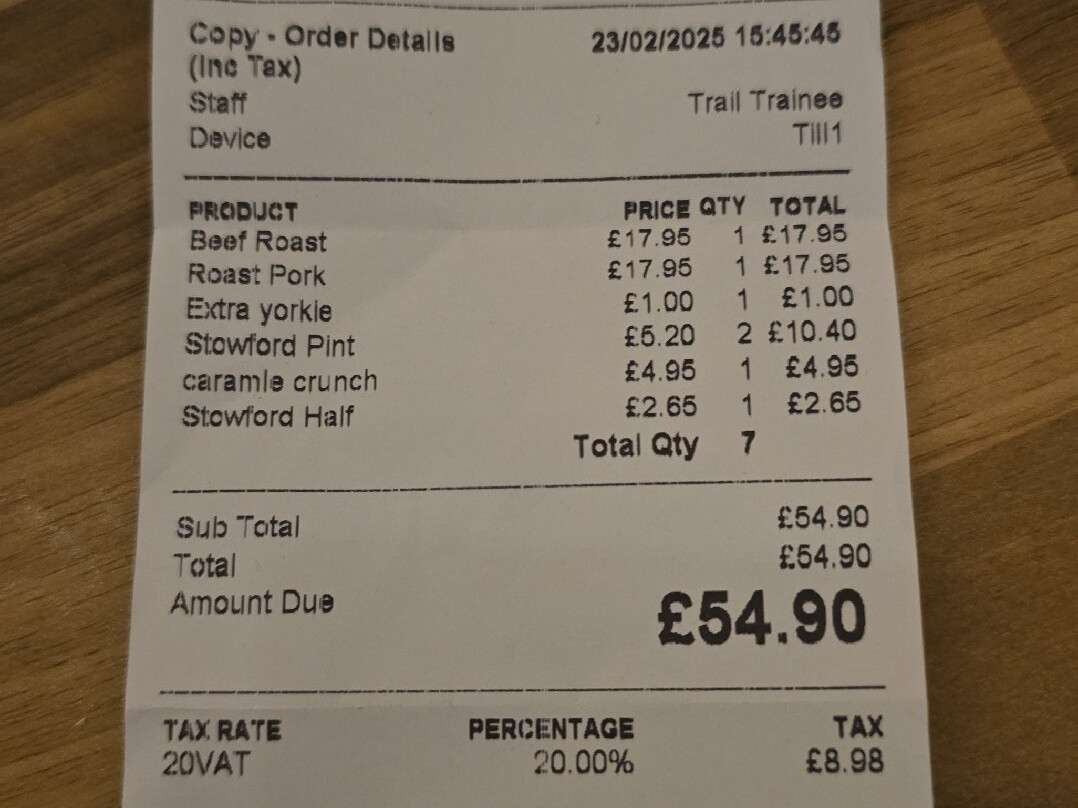 Copy - Order Details 23/02/2025 15:45:45
(Inc Tax)
Staff Trail Trainee
Device Till1
PRODUCT PRICE QTY TOTAL
Beef Roast £17.95 1 £17.95
Roast Pork £17.95 1 £17.95
Extra yorkie £1.00 1 £1.00
Stowford Pint £5.20 2 £10.40
caramle crunch £4.95 1 £4.95
Stowford Half £2.65 1 £2.65
Total Qty 7
Sub Total £54.90
Total £54.90
Amount Due £54.90
TAX RATE PERCENTAGE TAX
20VAT 20.00% £8.98